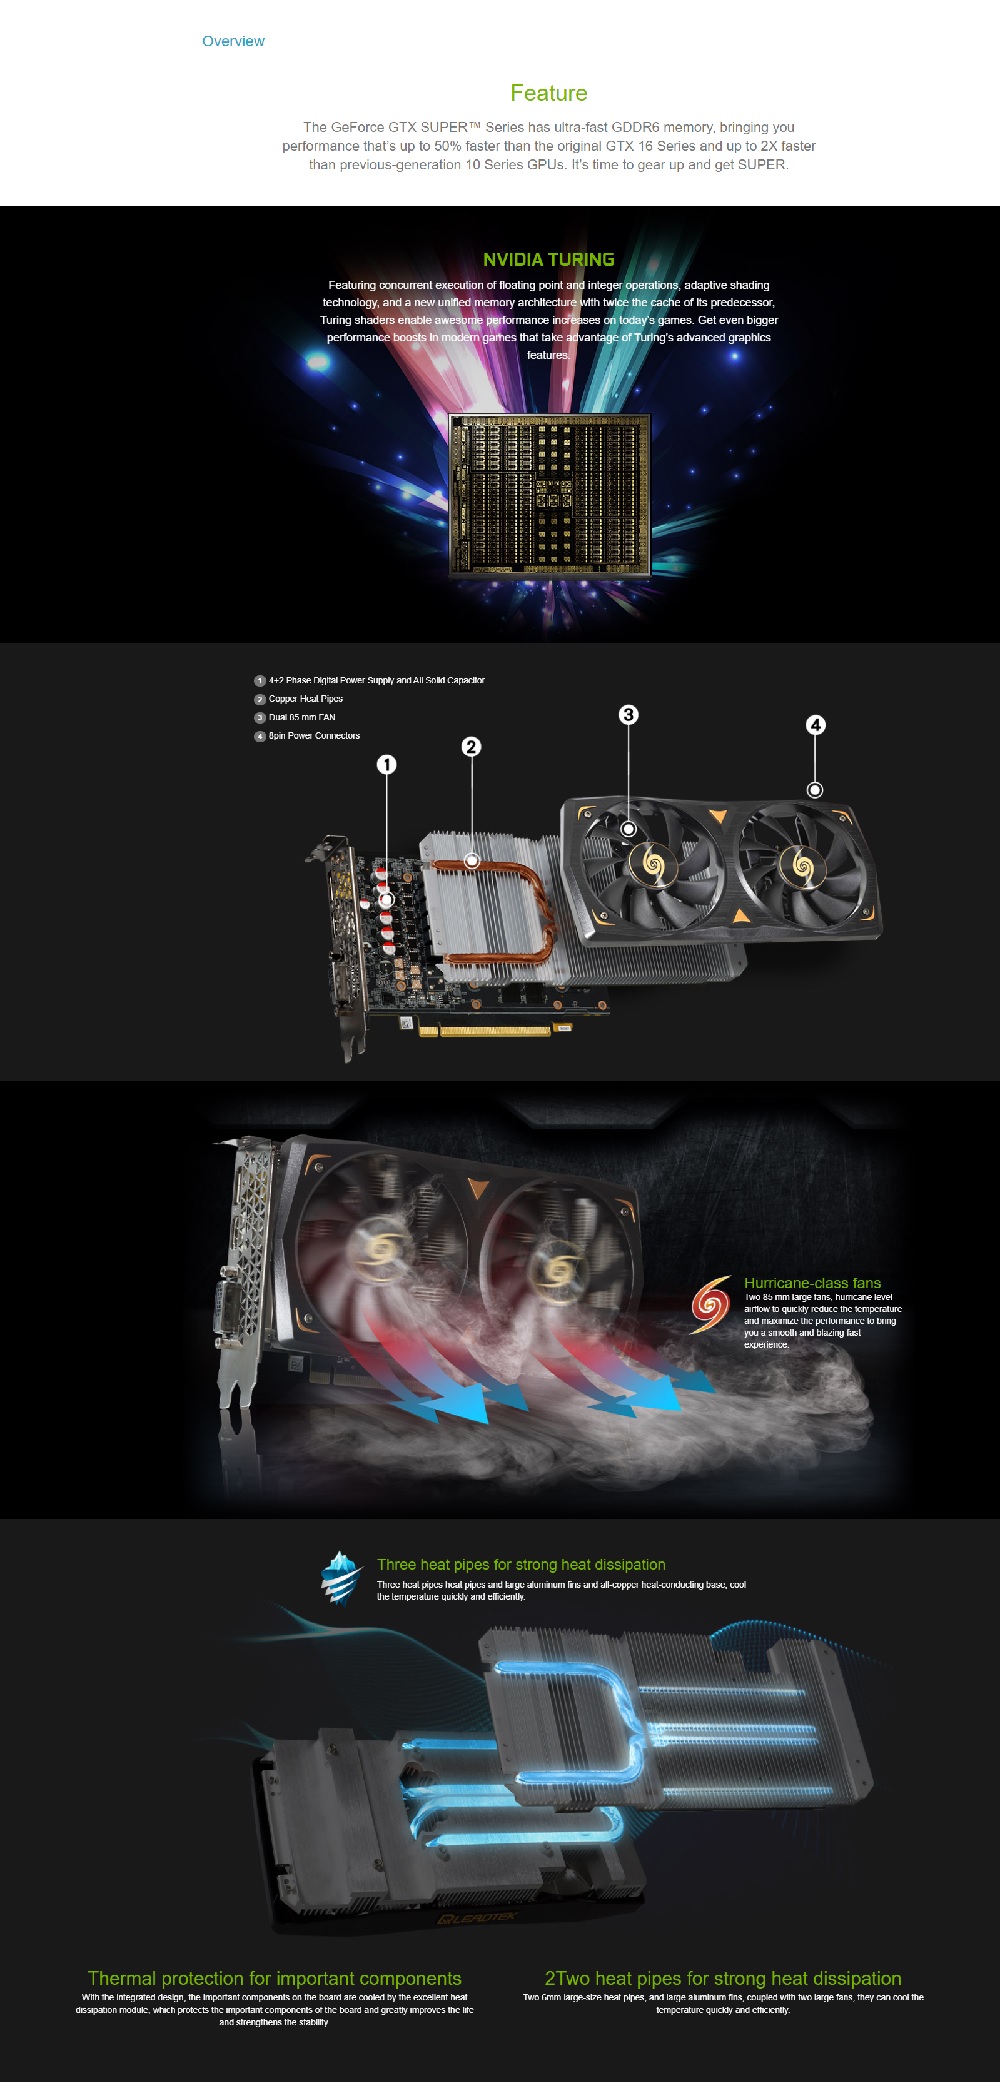 Overview
Feature
The GeForce GTX SUPER™ Series has ultra-fast GDDR6 memory, bringing you
performance that's up to 50% faster than the original GTX 16 Series and up to 2X faster
than previous-generation 10 Series GPUs. It's time to gear up and get SUPER.
NVIDIA TURING
Featuring concurrent execution of floating point and integer operations, adaptive shading
technology, and a new unified memory architecture with twice the cache of its predecessor,
Turing shaders enable awesome performance increases on today's games. Get even bigger
performance boosts in modern games that take advantage of Turing's advanced graphics
features.
1 4+2 Phase Digital Power Supply and All Solid Capacitor
2 Copper Heat Pipes
3 Dual 85 mm FAN
4 8pin Power Connectors
1
2
3
4
Hurricane-class fans
Two 85 mm large fans, hurricane level
airflow to quickly reduce the temperature
and maximize the performance to bring
you a smooth and blazing fast
experience.
Three heat pipes for strong heat dissipation
Three heat pipes heat pipes and large aluminum fins and all-copper heat-conducting base, cool
the temperature quickly and efficiently.
LEADTEK
Thermal protection for important components
With the integrated design, the important components on the board are cooled by the excellent heat
dissipation module, which protects the important components of the board and greatly improves the life
and strengthens the stability
2Two heat pipes for strong heat dissipation
Two 6mm large-size heat pipes, and large aluminum fins, coupled with two large fans, they can cool the
temperature quickly and efficiently.